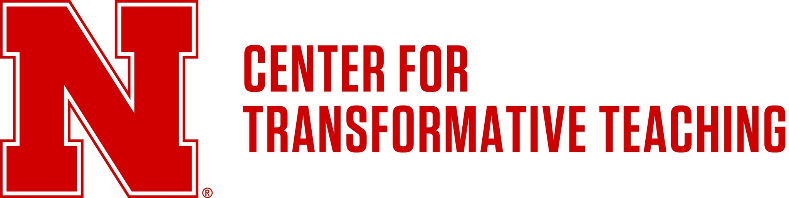 N®
CENTER FOR
TRANSFORMATIVE TEACHING